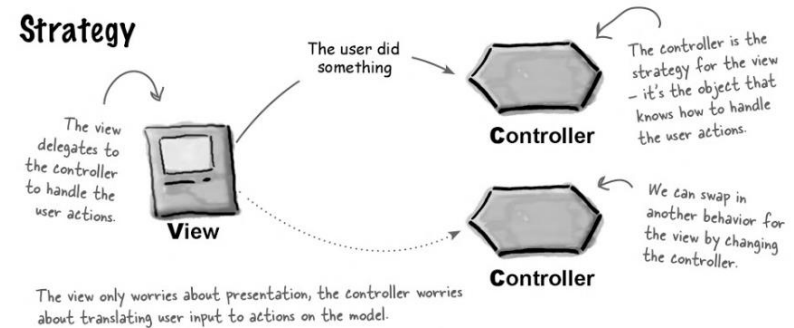 Strategy
The user did
something
The controller is the
strategy for the view
– it's the object that
knows how to handle
the user actions.
Controller
The view
delegates to
the controller
to handle the
user actions.
View
We can swap in
another behavior for
the view by changing
the controller.
Controller
The view only worries about presentation, the controller worries
about translating user input to actions on the model.